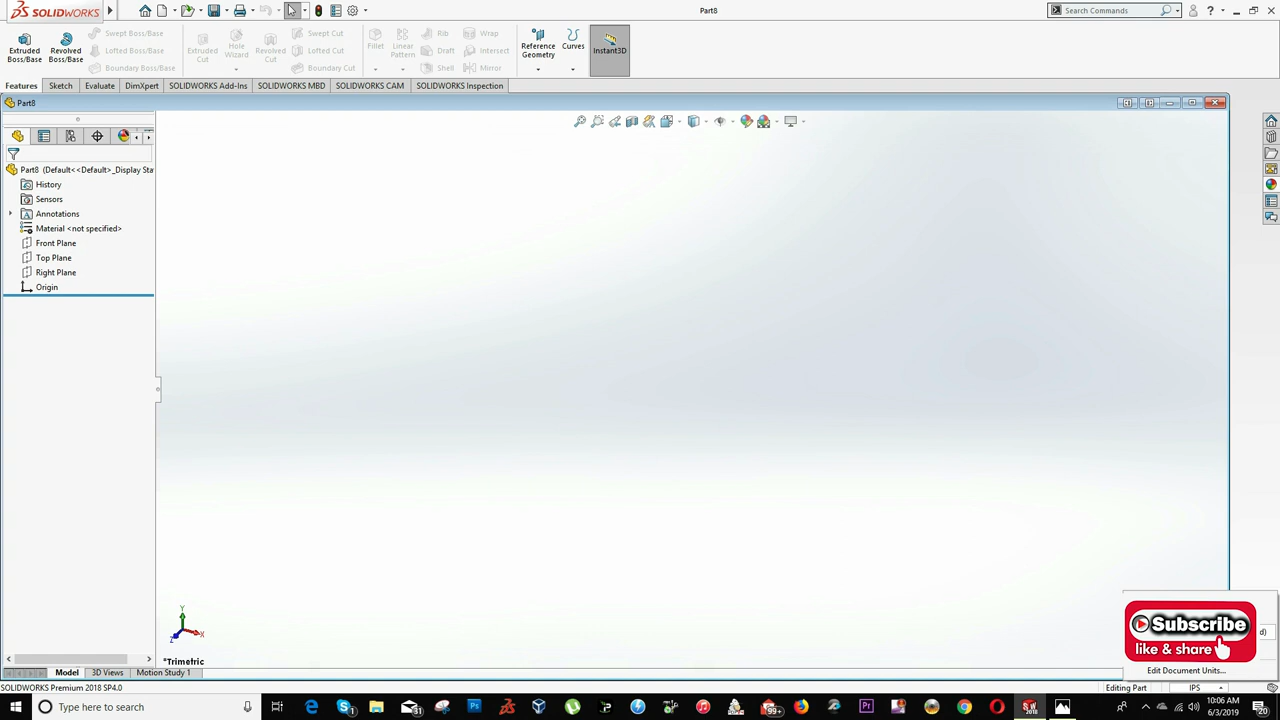 SOLIDWORKS
Part8
Search Commands
Extruded Boss/Base
Revolved Boss/Base
Swept Boss/Base
Lofted Boss/Base
Boundary Boss/Base
Extruded Cut
Hole Wizard
Revolved Cut
Swept Cut
Lofted Cut
Boundary Cut
Fillet
Linear Pattern
Rib
Draft
Shell
Wrap
Intersect
Mirror
Reference Geometry
Curves
Instant3D
Features
Sketch
Evaluate
DimXpert
SOLIDWORKS Add-Ins
SOLIDWORKS MBD
SOLIDWORKS CAM
SOLIDWORKS Inspection
Part8
Part8 (Default<<Default>_Display Sta
History
Sensors
Annotations
Material <not specified>
Front Plane
Top Plane
Right Plane
Origin
Y
X
Z
*Trimetric
Subscribe
like & share
d)
Edit Document Units...
Model
3D Views
Motion Study 1
SOLIDWORKS Premium 2018 SP4.0
Editing Part
IPS
Type here to search
10:06 AM
6/3/2019
20